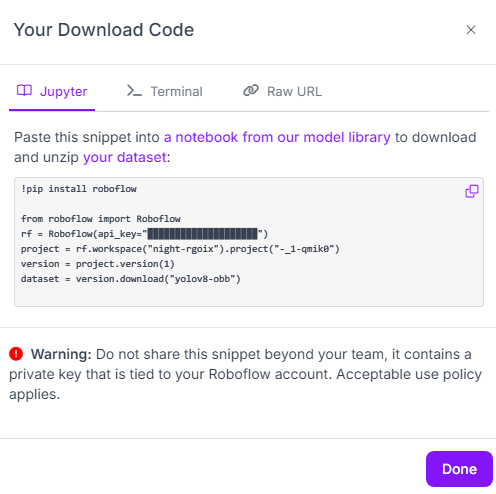 Your Download Code
Jupyter
Terminal
Raw URL
Paste this snippet into a notebook from our model library to download
and unzip your dataset:
!pip install roboflow
from roboflow import Roboflow
rf = Roboflow(api_key="████████████████████")
project = rf.workspace("night-rgoix").project("-_1-qmik0")
version = project.version(1)
dataset = version.download("yolov8-obb")
Warning: Do not share this snippet beyond your team, it contains a
private key that is tied to your Roboflow account. Acceptable use policy
applies.
Done